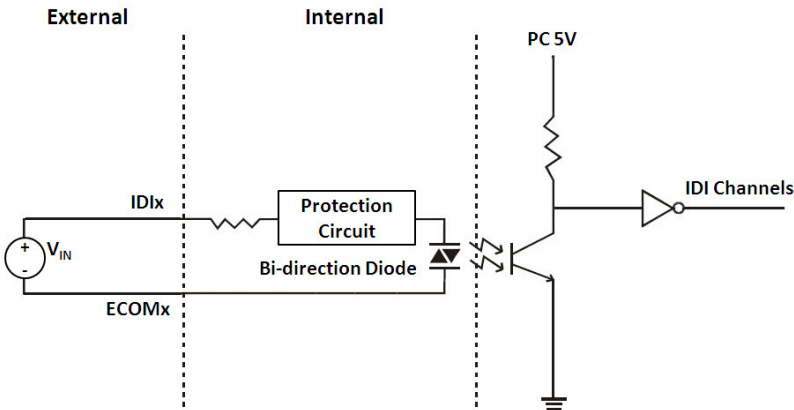 External
Internal
PC 5V
IDIx
Protection
Circuit
IDI Channels
+
VIN
-
Bi-direction Diode
ECOMx